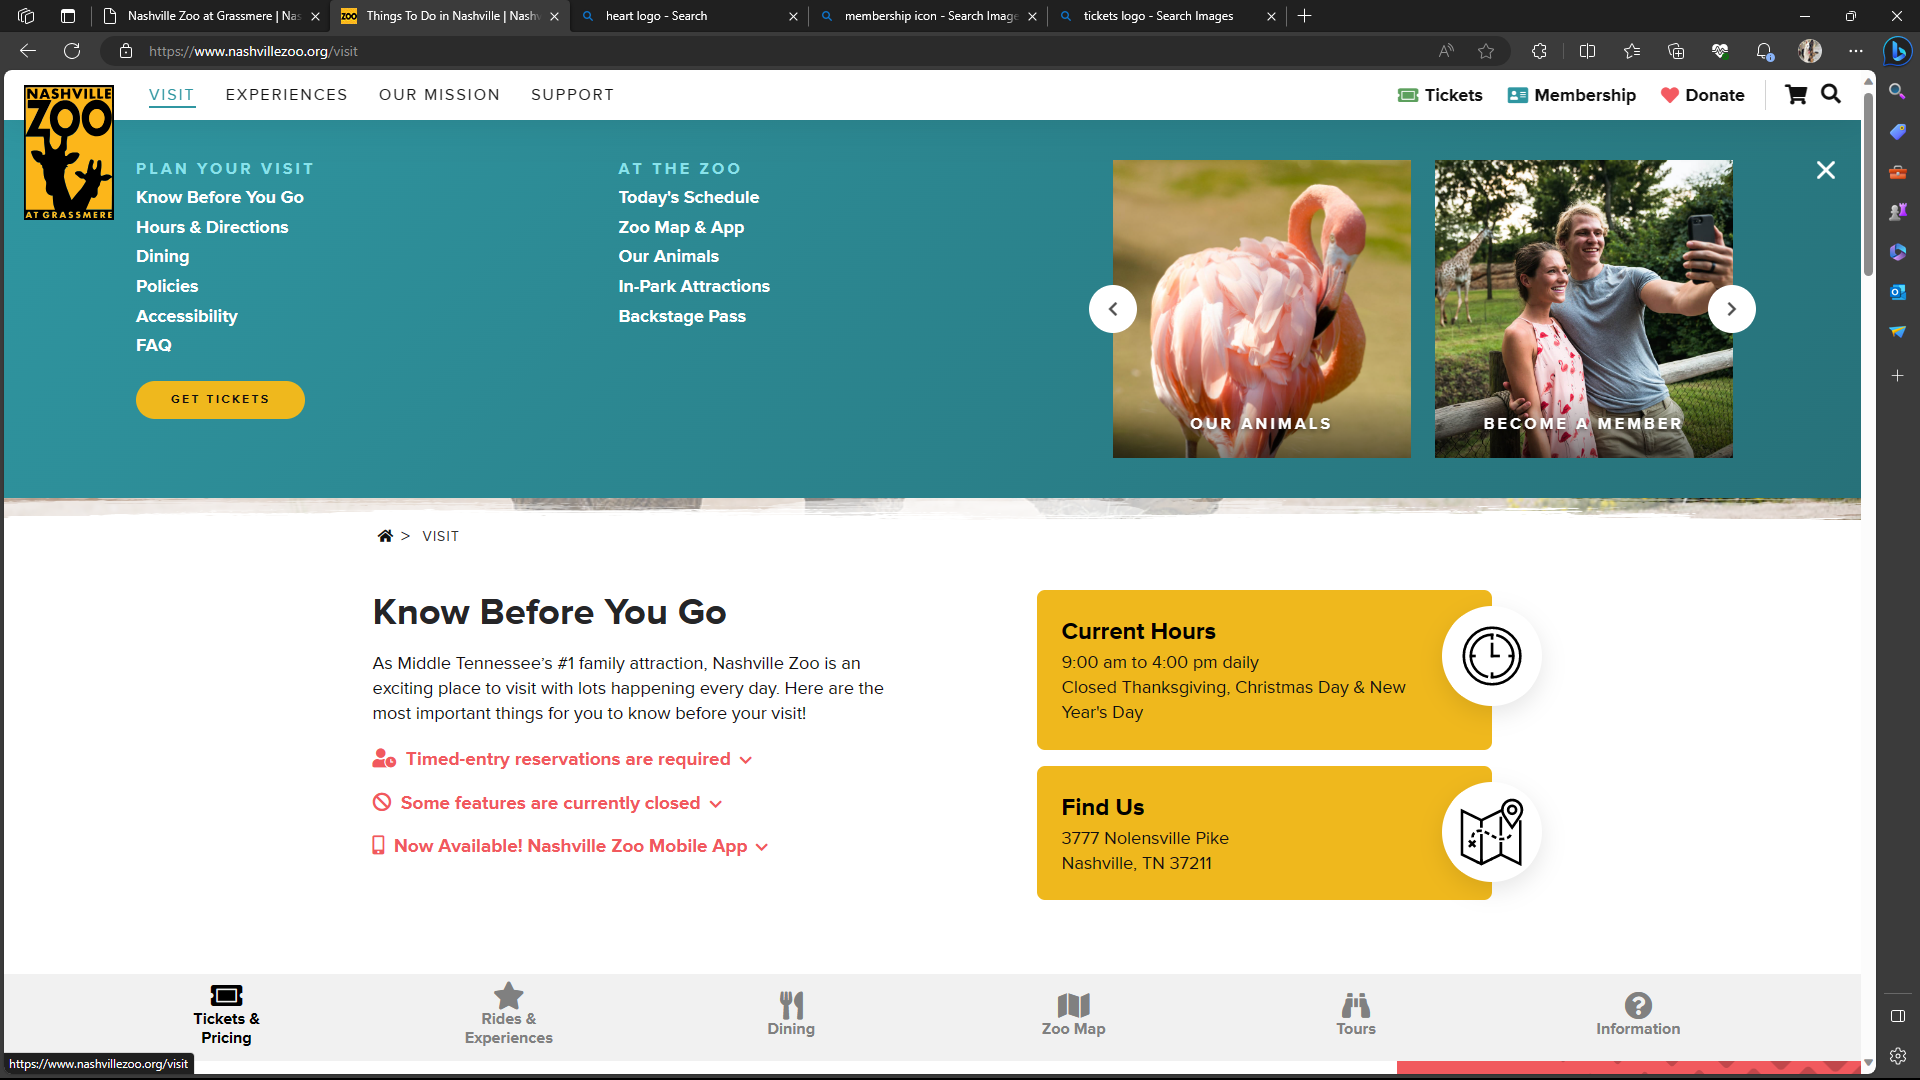 Nashville Zoo at Grassmere | Nas
Things To Do in Nashville | Nashv
heart logo - Search
membership icon - Search Image
tickets logo - Search Images
https://www.nashvillezoo.org/visit
NASHVILLE
ZOO
AT GRASSMERE
VISIT
EXPERIENCES
OUR MISSION
SUPPORT
Tickets
Membership
Donate
PLAN YOUR VISIT
Know Before You Go
Hours & Directions
Dining
Policies
Accessibility
FAQ
GET TICKETS
AT THE ZOO
Today's Schedule
Zoo Map & App
Our Animals
In-Park Attractions
Backstage Pass
OUR ANIMALS
BECOME A MEMBER
> VISIT
Know Before You Go
As Middle Tennessee’s #1 family attraction, Nashville Zoo is an
exciting place to visit with lots happening every day. Here are the
most important things for you to know before your visit!
Timed-entry reservations are required
Some features are currently closed
Now Available! Nashville Zoo Mobile App
Current Hours
9:00 am to 4:00 pm daily
Closed Thanksgiving, Christmas Day & New
Year's Day
Find Us
3777 Nolensville Pike
Nashville, TN 37211
Tickets &
Pricing
Rides &
Experiences
Dining
Zoo Map
Tours
Information
https://www.nashvillezoo.org/visit